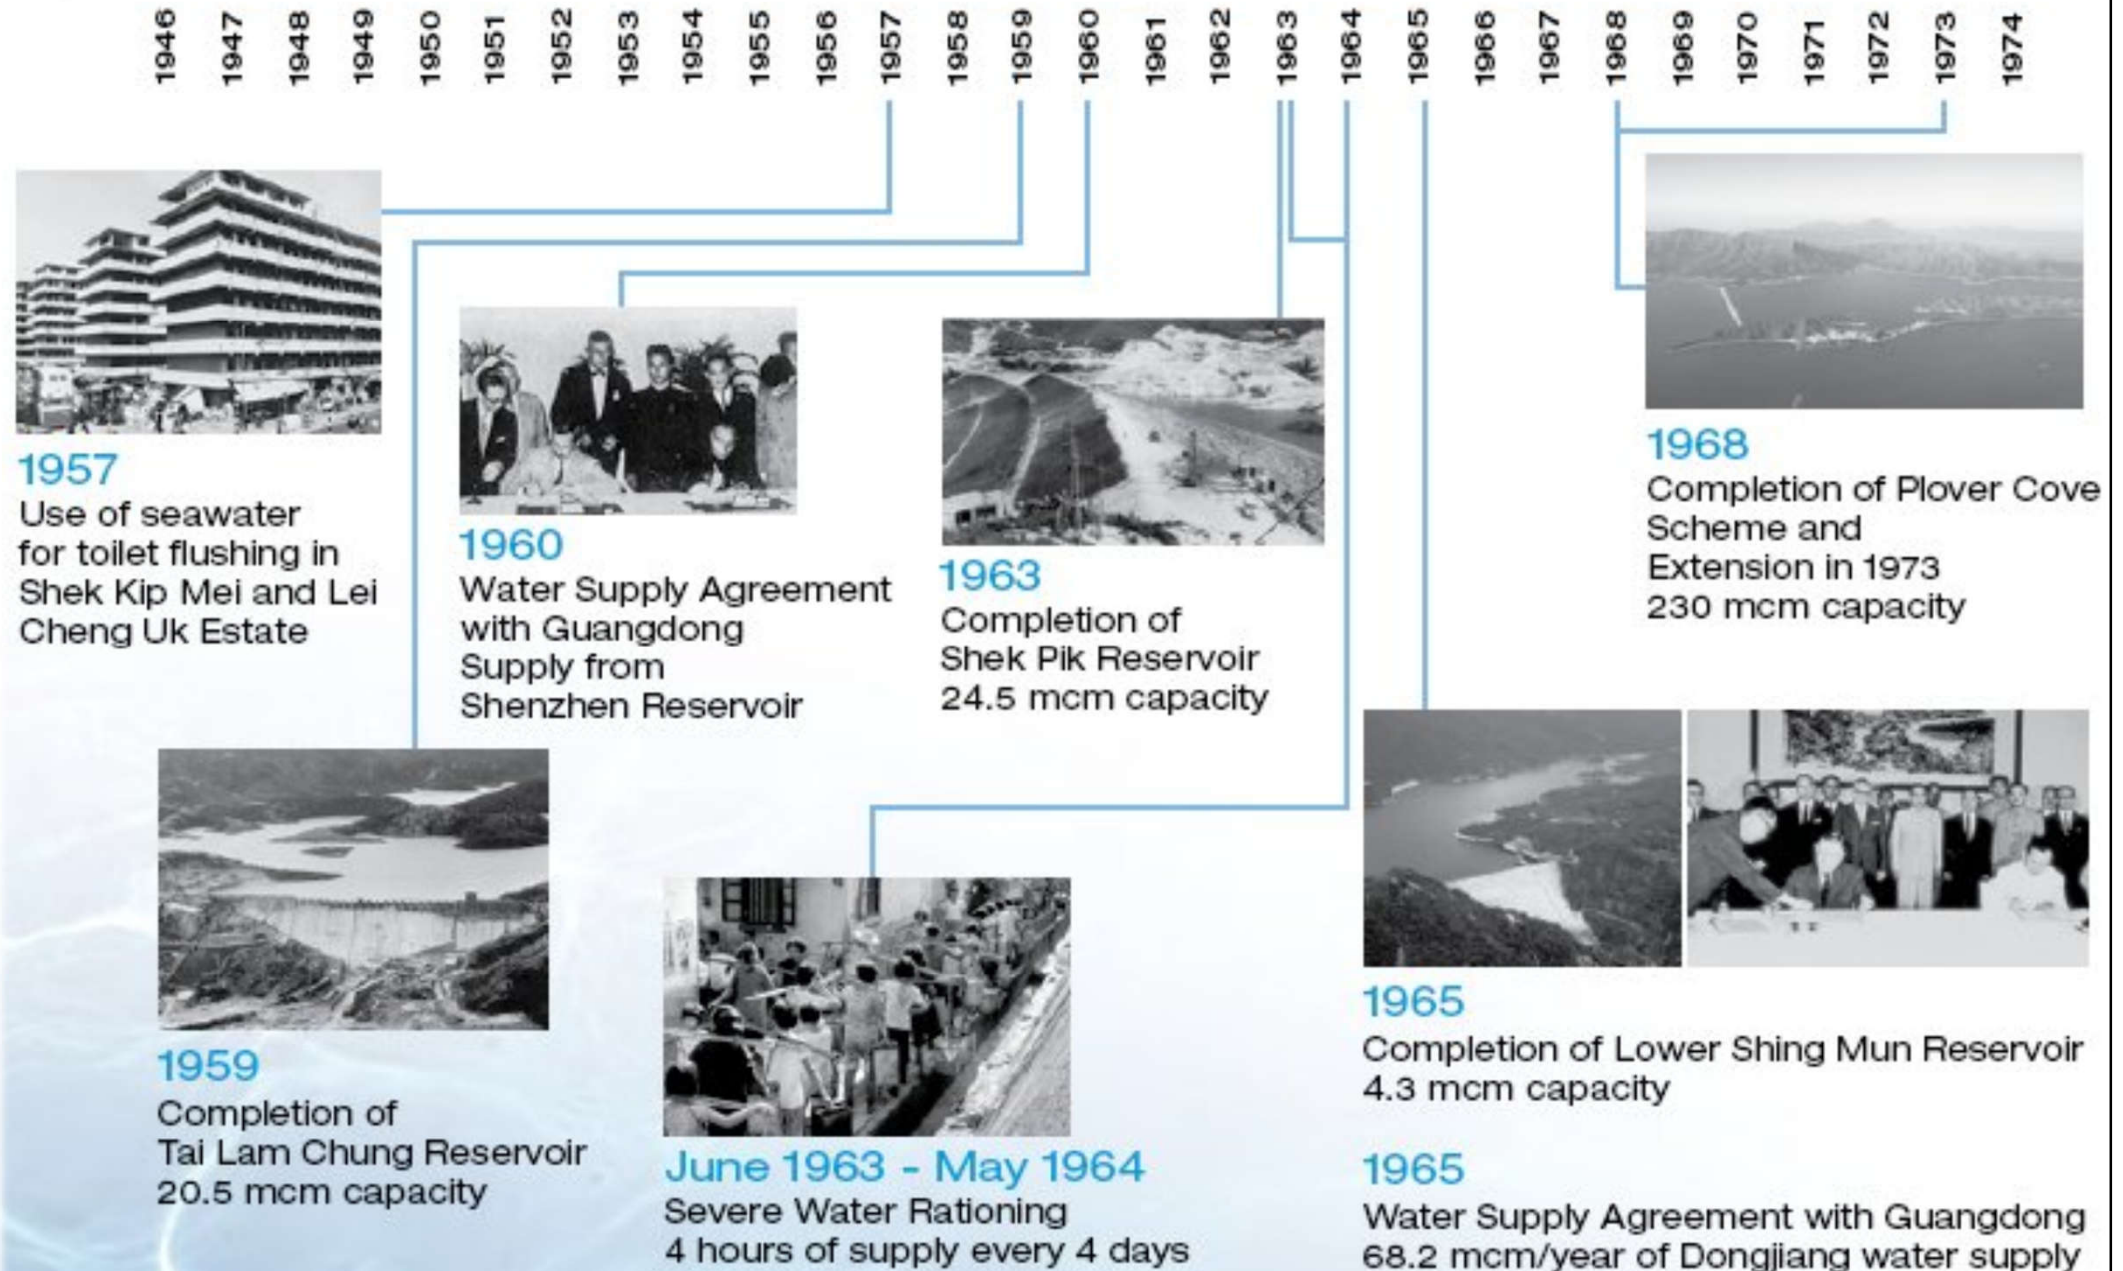 1946
1947
1948
1949
1950
1951
1952
1953
1954
1955
1956
1957
1958
1959
1960
1961
1962
1963
1964
1965
1966
1967
1968
1969
1970
1971
1972
1973
1974
1957
Use of seawater
for toilet flushing in
Shek Kip Mei and Lei
Cheng Uk Estate
1960
Water Supply Agreement
with Guangdong
Supply from
Shenzhen Reservoir
1963
Completion of
Shek Pik Reservoir
24.5 mcm capacity
1968
Completion of Plover Cove
Scheme and
Extension in 1973
230 mcm capacity
1959
Completion of
Tai Lam Chung Reservoir
20.5 mcm capacity
June 1963 - May 1964
Severe Water Rationing
4 hours of supply every 4 days
1965
Completion of Lower Shing Mun Reservoir
4.3 mcm capacity
1965
Water Supply Agreement with Guangdong
68.2 mcm/year of Dongjiang water supply